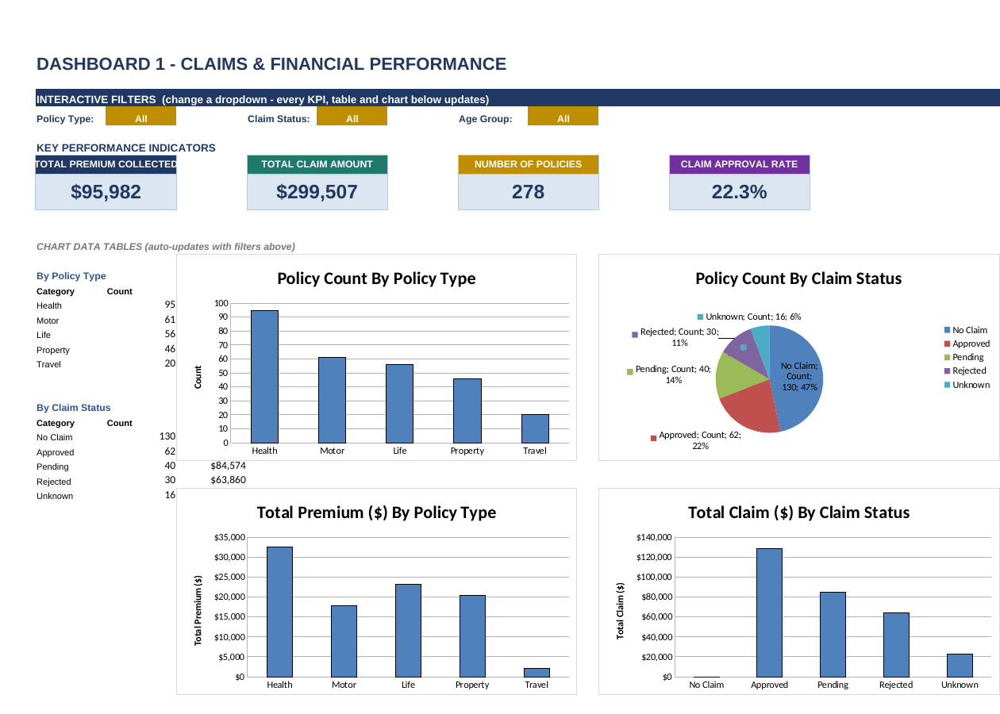 DASHBOARD 1 - CLAIMS & FINANCIAL PERFORMANCE
INTERACTIVE FILTERS  (change a dropdown - every KPI, table and chart below updates)
Policy Type: All Claim Status: All Age Group: All
KEY PERFORMANCE INDICATORS
TOTAL PREMIUM COLLECTED TOTAL CLAIM AMOUNT NUMBER OF POLICIES CLAIM APPROVAL RATE
$95,982 $299,507 278 22.3%
CHART DATA TABLES (auto-updates with filters above)
By Policy Type
Category Count
Health 95
Motor 61
Life 56
Property 46
Travel 20
By Claim Status
Category Count
No Claim 130
Approved 62
Pending 40 $84,574
Rejected 30 $63,860
Unknown 16
Policy Count By Policy Type
Count
100
90
80
70
60
50
40
30
20
10
0
Health Motor Life Property Travel
Policy Count By Claim Status
Unknown; Count; 16; 6%
Rejected; Count; 30;
11%
Pending; Count; 40;
14%
No Claim;
Count;
130; 47%
Approved; Count; 62;
22%
No Claim
Approved
Pending
Rejected
Unknown
Total Premium ($) By Policy Type
Total Premium ($)
$35,000
$30,000
$25,000
$20,000
$15,000
$10,000
$5,000
$0
Health Motor Life Property Travel
Total Claim ($) By Claim Status
Total Claim ($)
$140,000
$120,000
$100,000
$80,000
$60,000
$40,000
$20,000
$0
No Claim Approved Pending Rejected Unknown